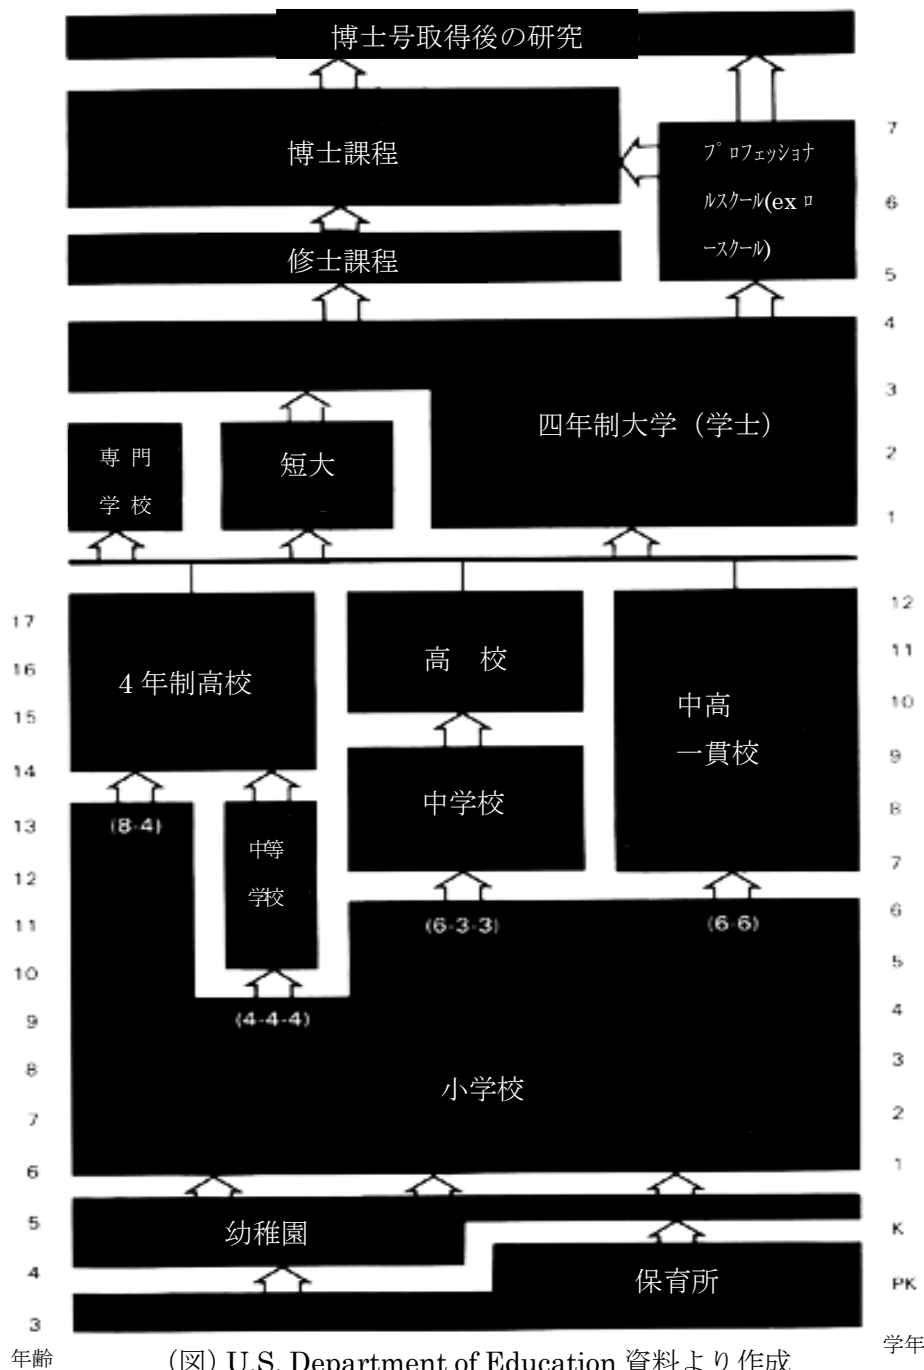 博士号取得後の研究
7
博士課程
プロフェッショナ
ルスクール(ex ロ
ースクール)
6
修士課程
5
4
3
四年制大学（学士）
専 門
学 校
短大
2
1
17
12
高　校
11
16
4 年制高校
15
10
中高
一貫校
9
14
中学校
8
13
(8-4)
中等
学校
7
12
11
(6-3-3)
(6-6)
6
10
5
9
(4-4-4)
4
8
小学校
3
7
2
6
1
5
幼稚園
K
4
保育所
PK
3
年齢
(図) U.S. Department of Education 資料より作成
学年